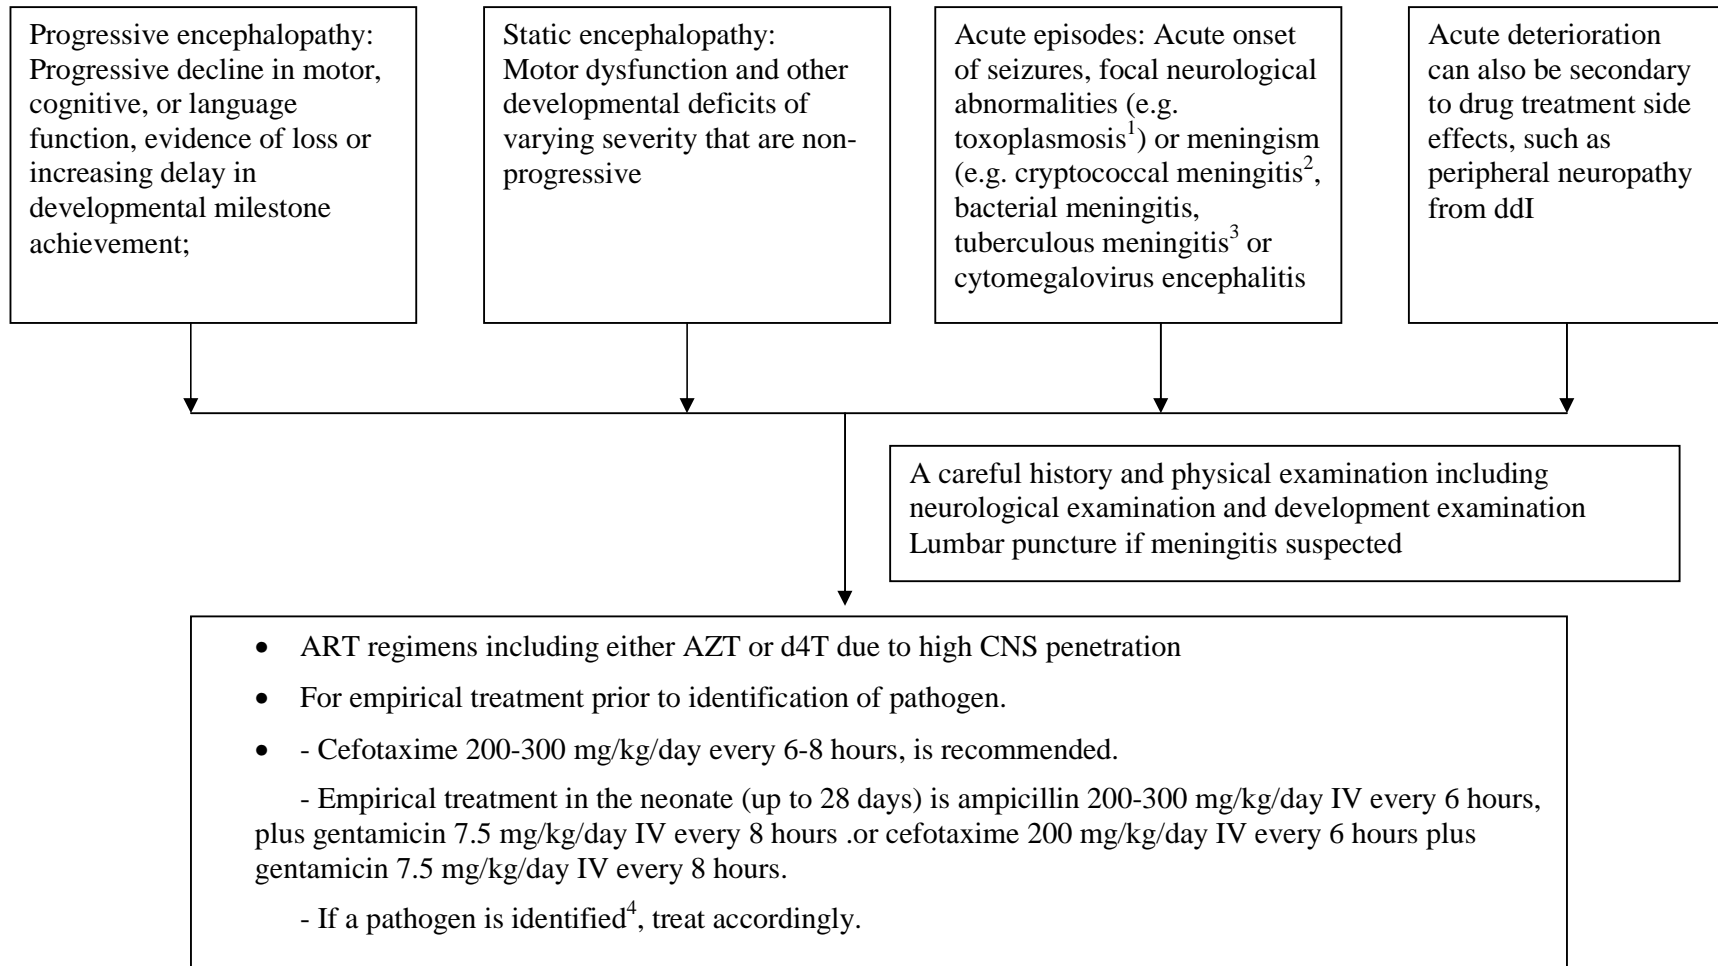 Progressive encephalopathy:
Progressive decline in motor,
cognitive, or language
function, evidence of loss or
increasing delay in
developmental milestone
achievement;
Static encephalopathy:
Motor dysfunction and other
developmental deficits of
varying severity that are non-
progressive
Acute episodes: Acute onset
of seizures, focal neurological
abnormalities (e.g.
toxoplasmosis¹) or meningism
(e.g. cryptococcal meningitis²,
bacterial meningitis,
tuberculous meningitis³ or
cytomegalovirus encephalitis
Acute deterioration
can also be secondary
to drug treatment side
effects, such as
peripheral neuropathy
from ddI
A careful history and physical examination including
neurological examination and development examination
Lumbar puncture if meningitis suspected
• ART regimens including either AZT or d4T due to high CNS penetration
• For empirical treatment prior to identification of pathogen.
• - Cefotaxime 200-300 mg/kg/day every 6-8 hours, is recommended.
- Empirical treatment in the neonate (up to 28 days) is ampicillin 200-300 mg/kg/day IV every 6 hours,
plus gentamicin 7.5 mg/kg/day IV every 8 hours .or cefotaxime 200 mg/kg/day IV every 6 hours plus
gentamicin 7.5 mg/kg/day IV every 8 hours.
- If a pathogen is identified⁴, treat accordingly.